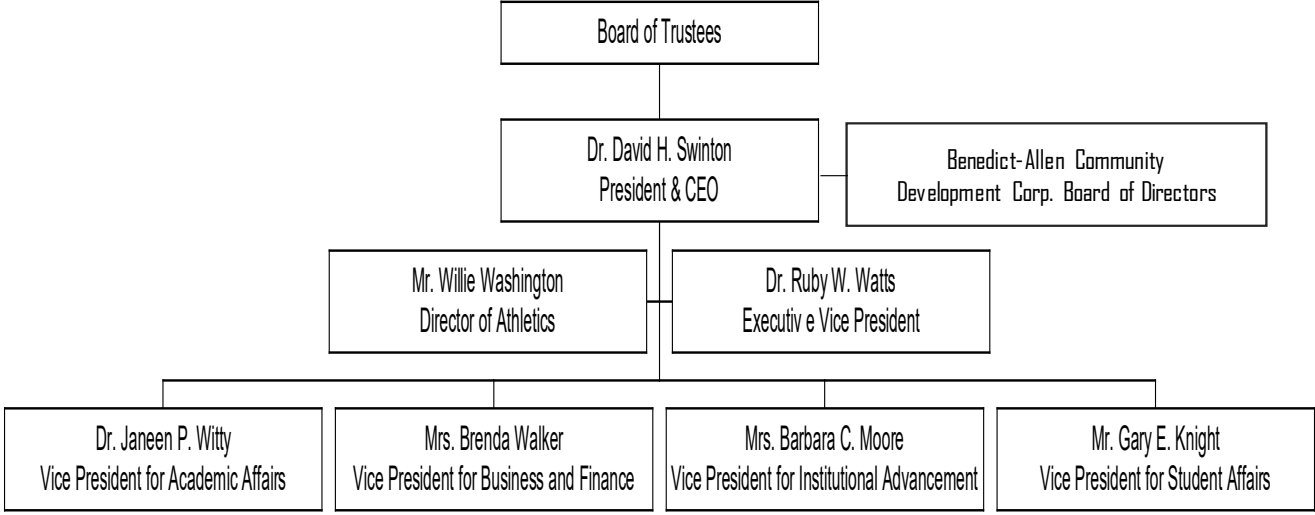 Board of Trustees
Dr. David H. Swinton
President & CEO
Benedict-Allen Community
Development Corp. Board of Directors
Mr. Willie Washington
Director of Athletics
Dr. Ruby W. Watts
Executiv e Vice President
Dr. Janeen P. Witty
Vice President for Academic Affairs
Mrs. Brenda Walker
Vice President for Business and Finance
Mrs. Barbara C. Moore
Vice President for Institutional Advancement
Mr. Gary E. Knight
Vice President for Student Affairs